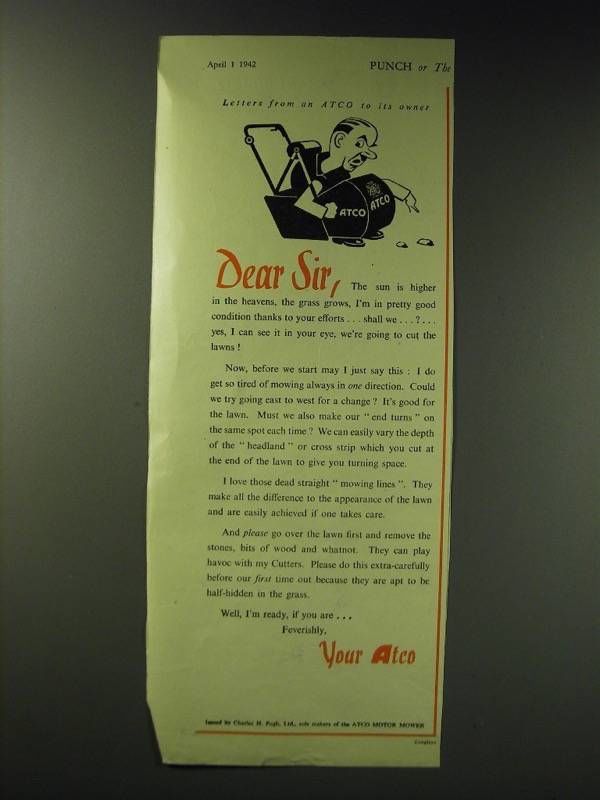 April 1 1942 PUNCH or The
Letters from an ATCO to its owner
ATCO ATCO
Dear Sir, The sun is higher
in the heavens, the grass grows, I'm in pretty good
condition thanks to your efforts . . . shall we . . . ? . . .
yes, I can see it in your eye, we're going to cut the
lawns !
Now, before we start may I just say this : I do
get so tired of mowing always in one direction. Could
we try going east to west for a change ? It's good for
the lawn. Must we also make our " end turns " on
the same spot each time ? We can easily vary the depth
of the " headland " or cross strip which you cut at
the end of the lawn to give you turning space.
I love those dead straight " mowing lines ". They
make all the difference to the appearance of the lawn
and are easily achieved if one takes care.
And please go over the lawn first and remove the
stones, bits of wood and whatnot. They can play
havoc with my Cutters. Please do this extra-carefully
before our first time out because they are apt to be
half-hidden in the grass.
Well, I'm ready, if you are . . .
Feverishly,
Your Atco
Issued by Charles H. Pugh, Ltd., sole makers of the ATCO MOTOR MOWER